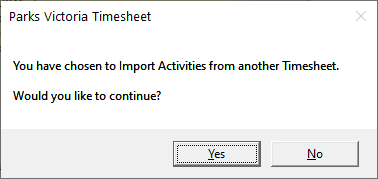 Parks Victoria Timesheet
You have chosen to Import Activities from another Timesheet.
Would you like to continue?
Yes
No